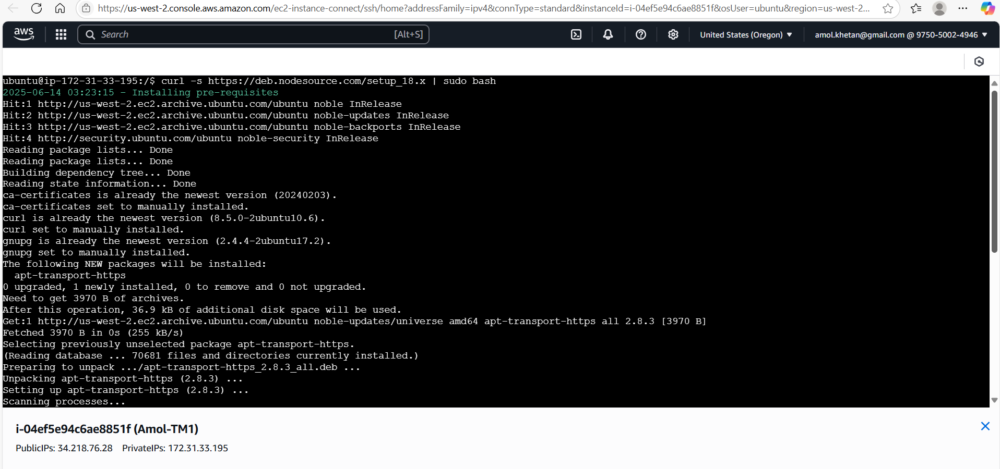 https://us-west-2.console.aws.amazon.com/ec2-instance-connect/ssh/home?addressFamily=ipv4&connType=standard&instanceId=i-04ef5e94c6ae8851f&osUser=ubuntu&region=us-west-2...
aws Search [Alt+S] United States (Oregon) amol.khetan@gmail.com @ 9750-5002-4946
ubuntu@ip-172-31-33-195:/$ curl -s https://deb.nodesource.com/setup_18.x | sudo bash
2025-06-14 03:23:15 - Installing pre-requisites
Hit:1 http://us-west-2.ec2.archive.ubuntu.com/ubuntu noble InRelease
Hit:2 http://us-west-2.ec2.archive.ubuntu.com/ubuntu noble-updates InRelease
Hit:3 http://us-west-2.ec2.archive.ubuntu.com/ubuntu noble-backports InRelease
Hit:4 http://security.ubuntu.com/ubuntu noble-security InRelease
Reading package lists... Done
Reading package lists... Done
Building dependency tree... Done
Reading state information... Done
ca-certificates is already the newest version (20240203).
ca-certificates set to manually installed.
curl is already the newest version (8.5.0-2ubuntu10.6).
curl set to manually installed.
gnupg is already the newest version (2.4.4-2ubuntu17.2).
gnupg set to manually installed.
The following NEW packages will be installed:
  apt-transport-https
0 upgraded, 1 newly installed, 0 to remove and 0 not upgraded.
Need to get 3970 B of archives.
After this operation, 36.9 kB of additional disk space will be used.
Get:1 http://us-west-2.ec2.archive.ubuntu.com/ubuntu noble-updates/universe amd64 apt-transport-https all 2.8.3 [3970 B]
Fetched 3970 B in 0s (255 kB/s)
Selecting previously unselected package apt-transport-https.
(Reading database ... 70681 files and directories currently installed.)
Preparing to unpack .../apt-transport-https_2.8.3_all.deb ...
Unpacking apt-transport-https (2.8.3) ...
Setting up apt-transport-https (2.8.3) ...
Scanning processes...
i-04ef5e94c6ae8851f (Amol-TM1)
PublicIPs: 34.218.76.28 PrivateIPs: 172.31.33.195